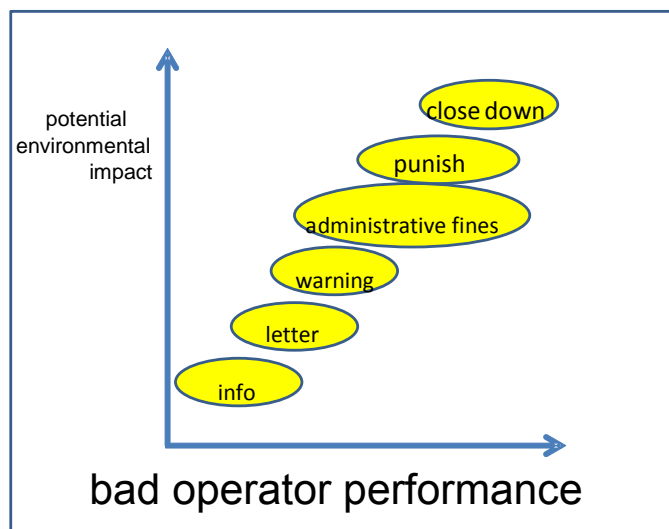 close down
potential
environmental
impact
punish
administrative fines
warning
letter
info
bad operator performance